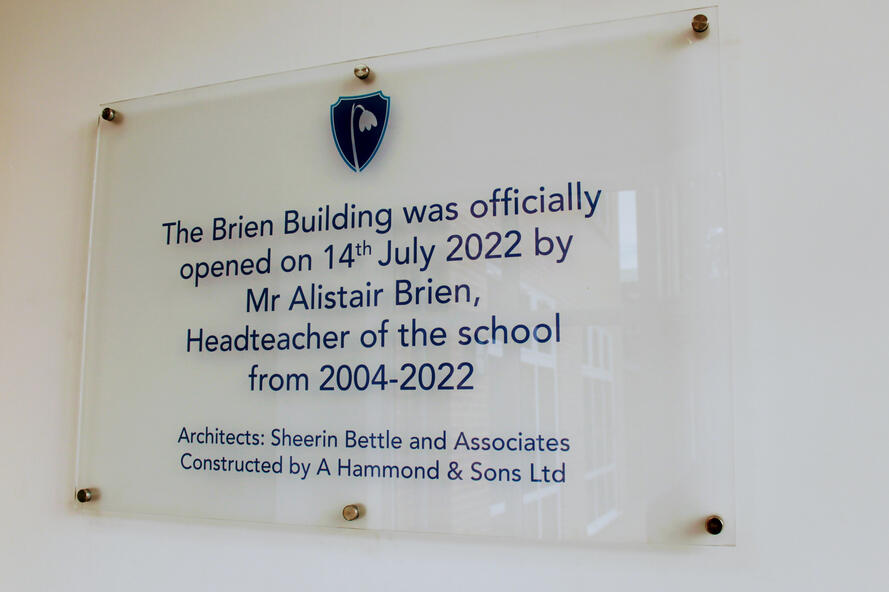 The Brien Building was officially
opened on 14th July 2022 by
Mr Alistair Brien,
Headteacher of the school
from 2004-2022
Architects: Sheerin Bettle and Associates
Constructed by A Hammond & Sons Ltd